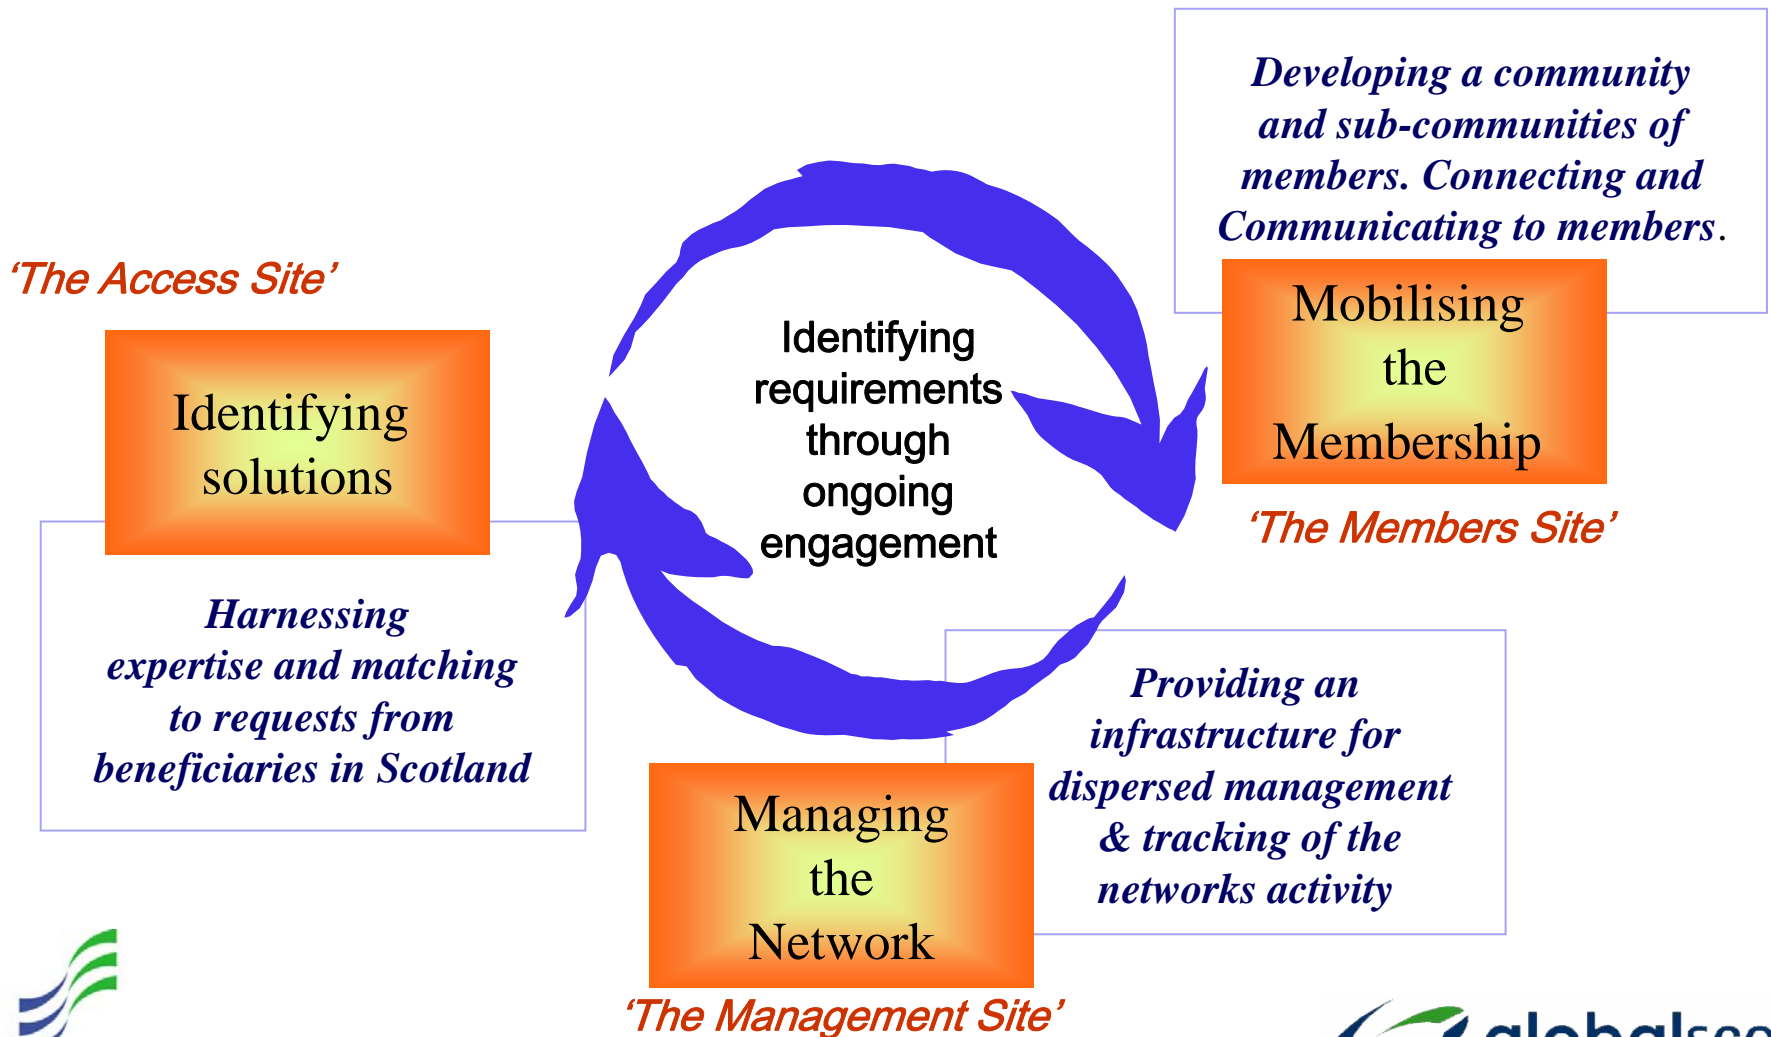 ‘The Access Site’
Identifying
solutions
Harnessing
expertise and matching
to requests from
beneficiaries in Scotland
Identifying
requirements
through
ongoing
engagement
Developing a community
and sub-communities of
members. Connecting and
Communicating to members.
Mobilising
the
Membership
‘The Members Site’
Providing an
infrastructure for
dispersed management
& tracking of the
networks activity
Managing
the
Network
‘The Management Site’